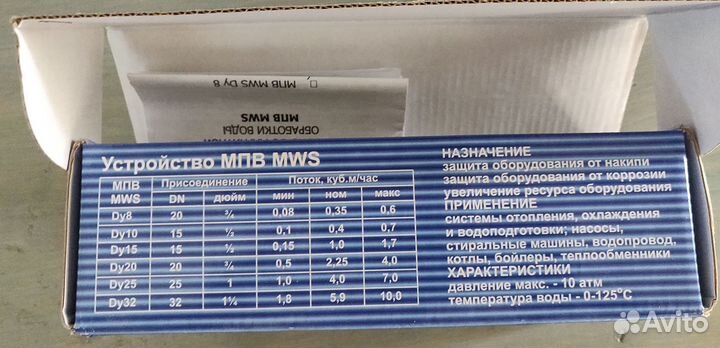 □ МПВ MWS Dy 8
МПВ MWS
ОБРАБОТКИ ВОДЫ
Устройство МПВ MWS
МПВ MWS Присоединение Поток, куб.м/час
DN дюйм мин ном макс
Dy8 20 ¾ 0,08 0,35 0.6
Dy10 15 ½ 0,1 0,4 0.7
Dy15 15 ½ 0,15 1,0 1,7
Dy20 20 ¾ 0,5 2,25 4,0
Dy25 25 1 1,0 4,0 7,0
Dy32 32 1¼ 1,8 5,9 10,0
НАЗНАЧЕНИЕ
защита оборудования от накипи
защита оборудования от коррозии
увеличение ресурса оборудования
ПРИМЕНЕНИЕ
системы отопления, охлаждения
и водоподготовки; насосы,
стиральные машины, водопровод,
котлы, бойлеры, теплообменники
ХАРАКТЕРИСТИКИ
давление макс. - 10 атм
температура воды - 0-125°С
Avito